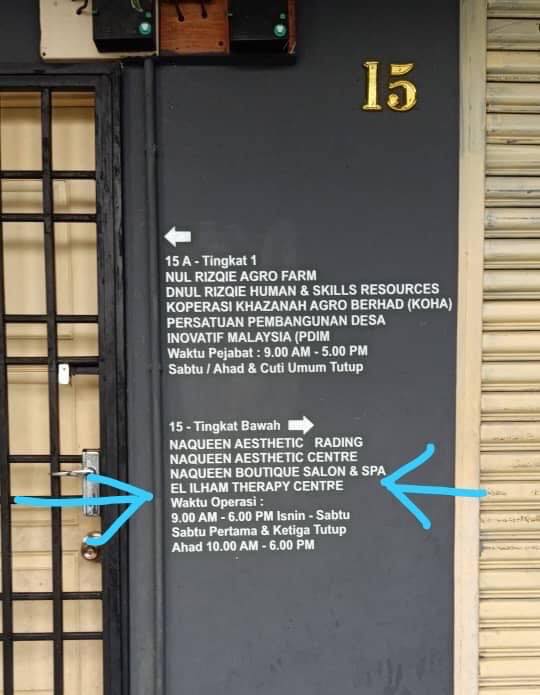 15
15 A - Tingkat 1
NUL RIZQIE AGRO FARM
DNUL RIZQIE HUMAN & SKILLS RESOURCES
KOPERASI KHAZANAH AGRO BERHAD (KOHA)
PERSATUAN PEMBANGUNAN DESA
INOVATIF MALAYSIA (PDIM
Waktu Pejabat : 9.00 AM - 5.00 PM
Sabtu / Ahad & Cuti Umum Tutup
15 - Tingkat Bawah
NAQUEEN AESTHETIC RADING
NAQUEEN AESTHETIC CENTRE
NAQUEEN BOUTIQUE SALON & SPA
EL ILHAM THERAPY CENTRE
Waktu Operasi :
9.00 AM - 6.00 PM Isnin - Sabtu
Sabtu Pertama & Ketiga Tutup
Ahad 10.00 AM - 6.00 PM